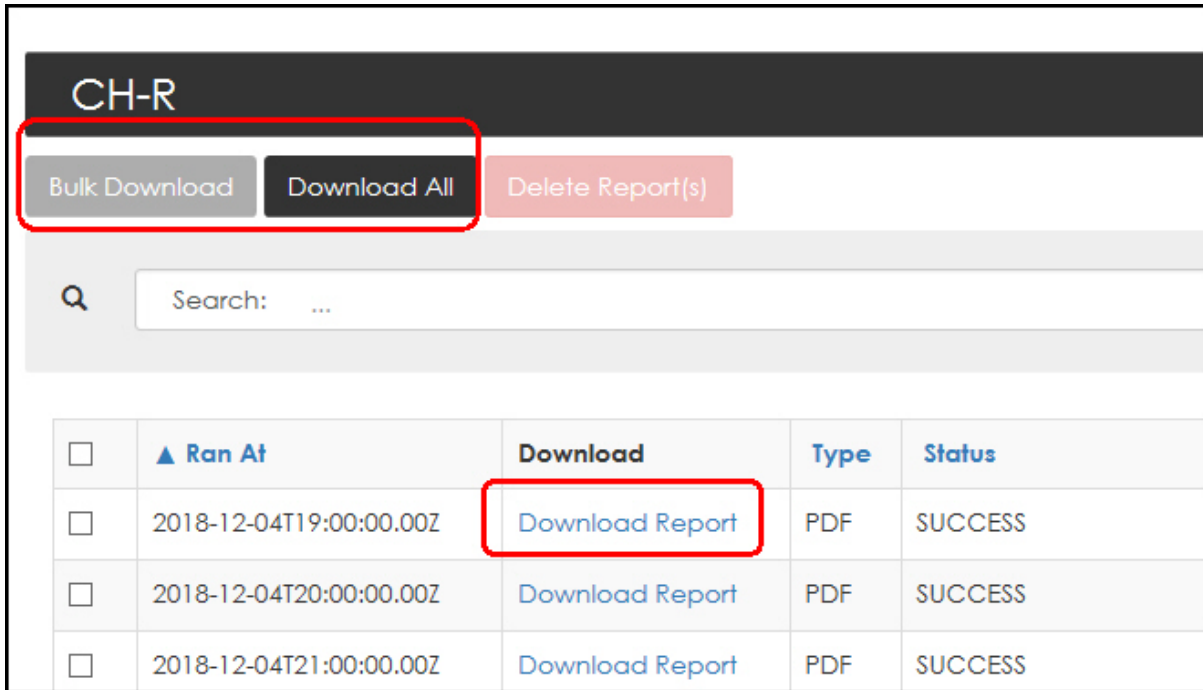 CH-R
Bulk Download Download All Delete Report(s)
Search: ...
▲ Ran At Download Type Status
2018-12-04T19:00:00.00Z Download Report PDF SUCCESS
2018-12-04T20:00:00.00Z Download Report PDF SUCCESS
2018-12-04T21:00:00.00Z Download Report PDF SUCCESS